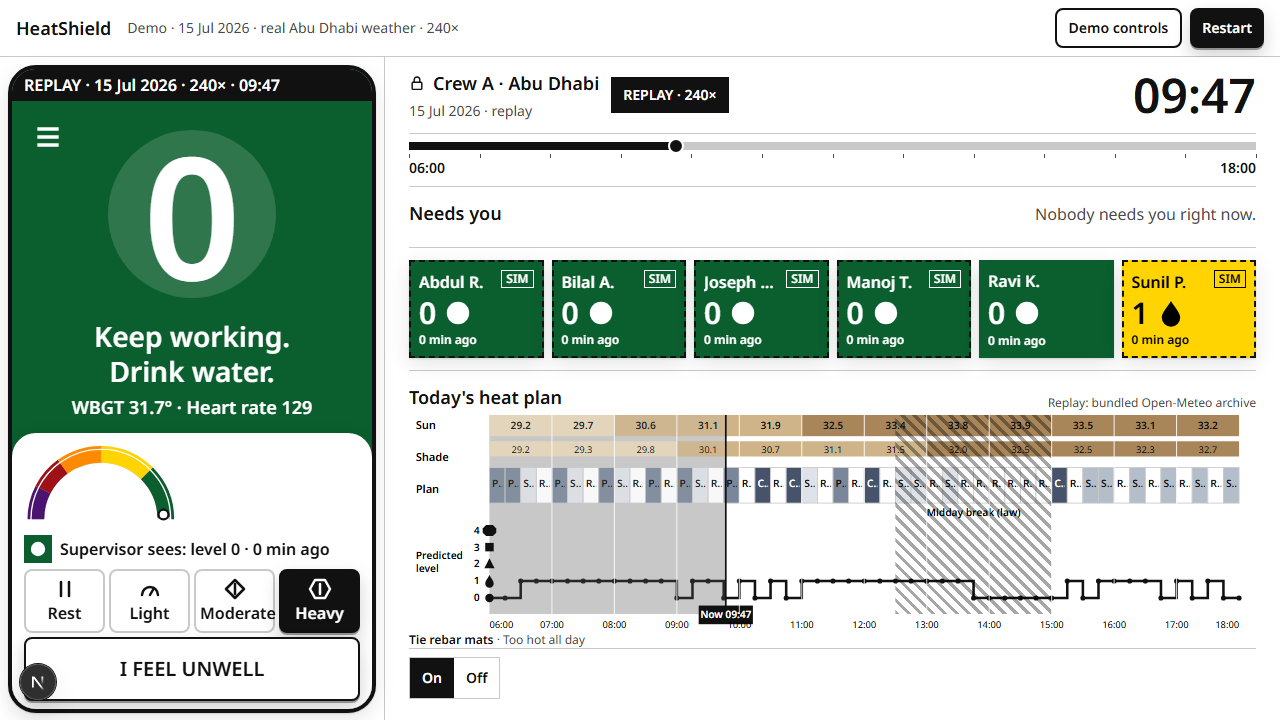 HeatShield
Demo · 15 Jul 2026 · real Abu Dhabi weather · 240×
Demo controls
Restart
REPLAY · 15 Jul 2026 · 240× · 09:47
0
Keep working.
Drink water.
WBGT 31.7° · Heart rate 129
Supervisor sees: level 0 · 0 min ago
Rest
Light
Moderate
Heavy
I FEEL UNWELL
N
Crew A · Abu Dhabi
15 Jul 2026 · replay
REPLAY · 240×
09:47
06:00
18:00
Needs you
Nobody needs you right now.
Abdul R. SIM
0
0 min ago
Bilal A. SIM
0
0 min ago
Joseph ... SIM
0
0 min ago
Manoj T. SIM
0
0 min ago
Ravi K.
0
0 min ago
Sunil P. SIM
1
0 min ago
Today's heat plan
Replay: bundled Open-Meteo archive
Sun 29.2 29.7 30.6 31.1 31.9 32.5 33.4 33.8 33.9 33.5 33.1 33.2
Shade 29.2 29.3 29.8 30.1 30.7 31.1 31.5 32.0 32.5 32.5 32.3 32.7
Plan P.. P.. S.. R.. P.. S.. R.. P.. S.. R.. P.. R.. P.. S.. R.. P.. R.. C.. R.. C.. S.. R.. P.. R.. C.. R.. S.. S.. R.. S.. R.. R.. R.. R.. R.. R.. C.. R.. S.. S.. R.. S.. R.. S.. R.. S.. R.. S..
Midday break (law)
4
3
Predicted level
2
1
0
Now 09:47
06:00 07:00 08:00 09:00 10:00 11:00 12:00 13:00 14:00 15:00 16:00 17:00 18:00
Tie rebar mats · Too hot all day
On
Off